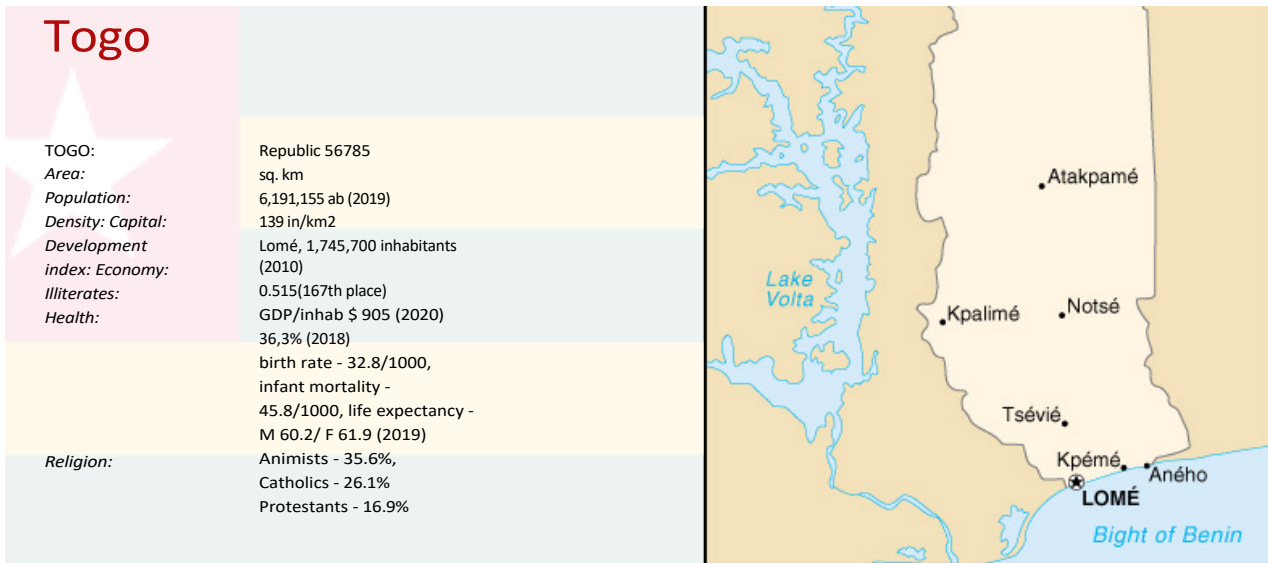 Togo
TOGO:
Republic 56785
Area:
sq. km
Population:
6,191,155 ab (2019)
Density: Capital:
139 in/km2
Development
Lomé, 1,745,700 inhabitants
index: Economy:
(2010)
Illiterates:
0.515(167th place)
Health:
GDP/inhab $ 905 (2020)
36,3% (2018)
birth rate - 32.8/1000,
infant mortality -
45.8/1000, life expectancy -
M 60.2/ F 61.9 (2019)
Religion:
Animists - 35.6%,
Catholics - 26.1%
Protestants - 16.9%
Atakpamé
Lake
Volta
Kpalimé
Notsé
Tsévié
Kpémé
Aného
LOMÉ
Bight of Benin